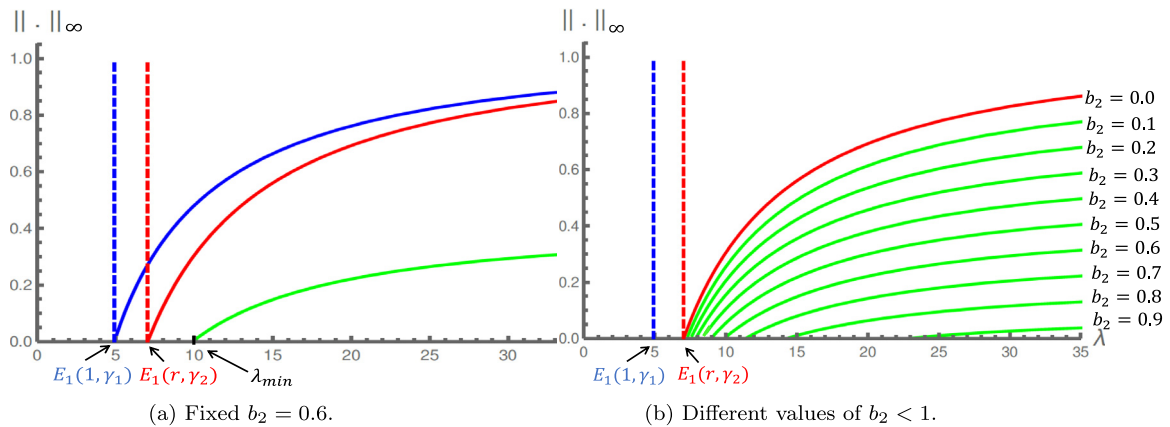 || . ||∞
1.0
0.8
0.6
0.4
0.2
0.0
0 5 10 15 20 25 30
E₁(1, γ₁) E₁(r, γ₂) λ_min
(a) Fixed b₂ = 0.6.
|| . ||∞
1.0
0.8
0.6
0.4
0.2
0.0
b₂ = 0.0
b₂ = 0.1
b₂ = 0.2
b₂ = 0.3
b₂ = 0.4
b₂ = 0.5
b₂ = 0.6
b₂ = 0.7
b₂ = 0.8
b₂ = 0.9
λ
0 5 10 15 20 25 30 35
E₁(1, γ₁) E₁(r, γ₂)
(b) Different values of b₂ < 1.